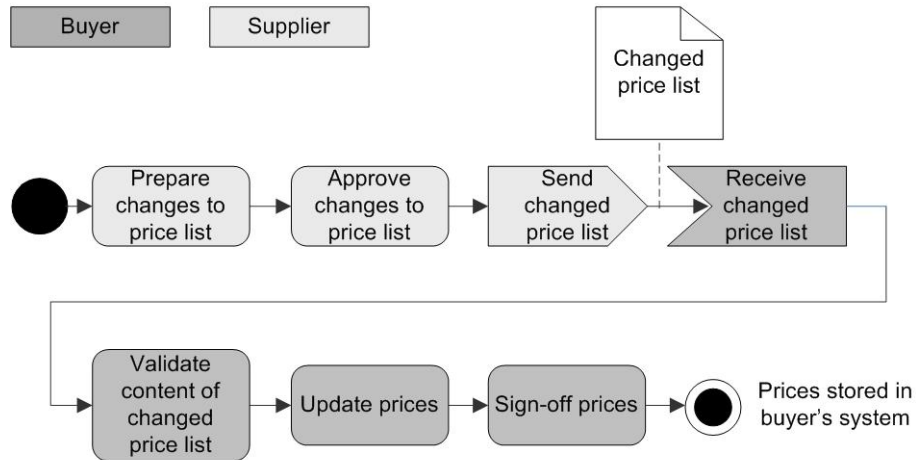 Buyer
Supplier
Changed
price list
Prepare
changes to
price list
Approve
changes to
price list
Send
changed
price list
Receive
changed
price list
Validate
content of
changed
price list
Update prices
Sign-off prices
Prices stored in
buyer's system